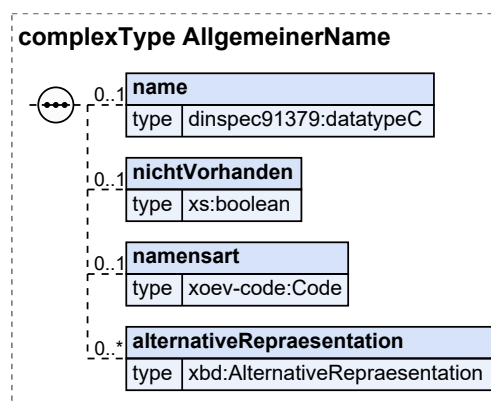 complexType AllgemeinerName
0..1 name
type dinspec91379:datatypeC
0..1 nichtVorhanden
type xs:boolean
0..1 namensart
type xoev-code:Code
0..* alternativeRepraesentation
type xbd:AlternativeRepraesentation